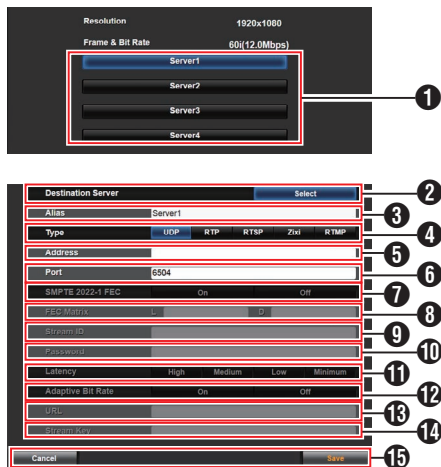 Resolution 1920x1080
Frame & Bit Rate 60i(12.0Mbps)
Server1
Server2
Server3
Server4
1
Destination Server Select 2
Alias Server1 3
Type UDP RTP RTSP Zixi RTMP 4
Address 5
Port 6504 6
SMPTE 2022-1 FEC On Off 7
FEC Matrix L D 8
Stream ID 9
Password 10
Latency High Medium Low Minimum 11
Adaptive Bit Rate On Off 12
URL 13
Stream Key 14
Cancel Save 15